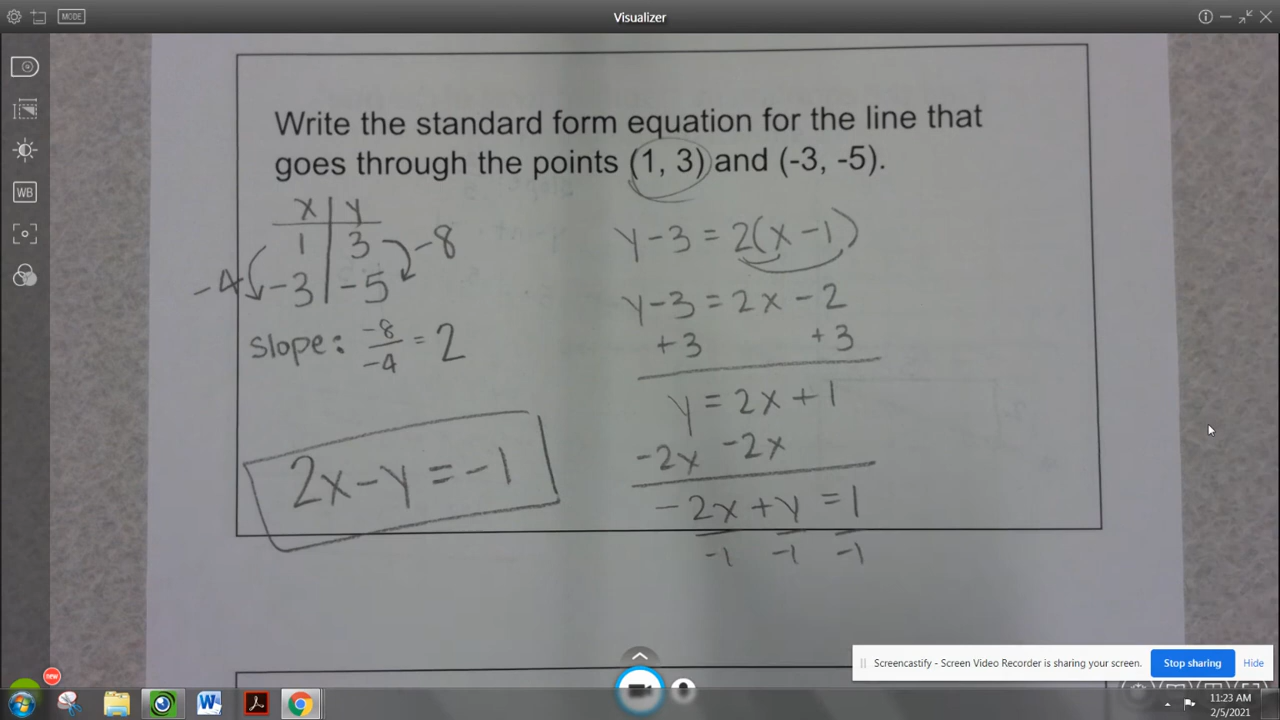 Visualizer
MODE
WB
Write the standard form equation for the line that
goes through the points (1, 3) and (-3, -5).
x | y
1 | 3
-3 | -5
-4
-8
slope: -8/-4 = 2
2x-y = -1
y-3 = 2(x-1)
y-3 = 2x-2
+3 +3
y = 2x+1
-2x -2x
-2x+y = 1
-1 -1 -1
new
Screencastify - Screen Video Recorder is sharing your screen.
Stop sharing
Hide
11:23 AM
2/5/2021